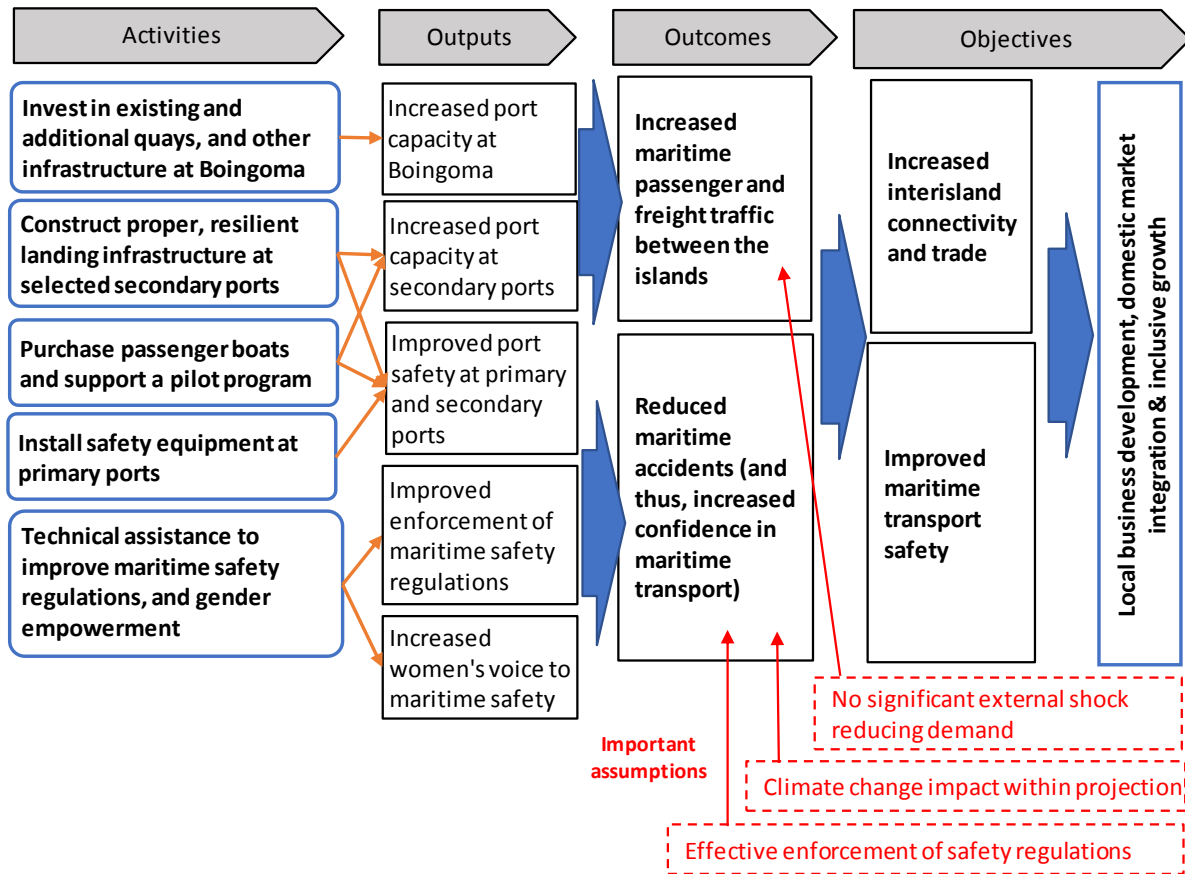 Activities
Outputs
Outcomes
Objectives
Invest in existing and
additional quays, and other
infrastructure at Boingoma
Construct proper, resilient
landing infrastructure at
selected secondary ports
Purchase passenger boats
and support a pilot program
Install safety equipment at
primary ports
Technical assistance to
improve maritime safety
regulations, and gender
empowerment
Increased port
capacity at
Boingoma
Increased port
capacity at
secondary ports
Improved port
safety at primary
and secondary
ports
Improved
enforcement of
maritime safety
regulations
Increased
women's voice to
maritime safety
Increased
maritime
passenger and
freight traffic
between the
islands
Reduced
maritime
accidents (and
thus, increased
confidence in
maritime
transport)
Increased
interisland
connectivity
and trade
Improved
maritime
transport
safety
Local business development, domestic market
integration & inclusive growth
Important
assumptions
No significant external shock
reducing demand
Climate change impact within projection
Effective enforcement of safety regulations